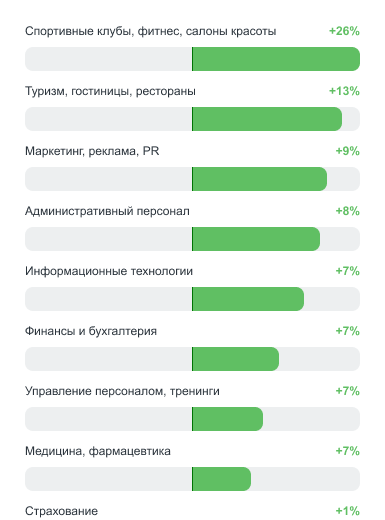 Спортивные клубы, фитнес, салоны красоты +26%
Туризм, гостиницы, рестораны +13%
Маркетинг, реклама, PR +9%
Административный персонал +8%
Информационные технологии +7%
Финансы и бухгалтерия +7%
Управление персоналом, тренинги +7%
Медицина, фармацевтика +7%
Страхование +1%